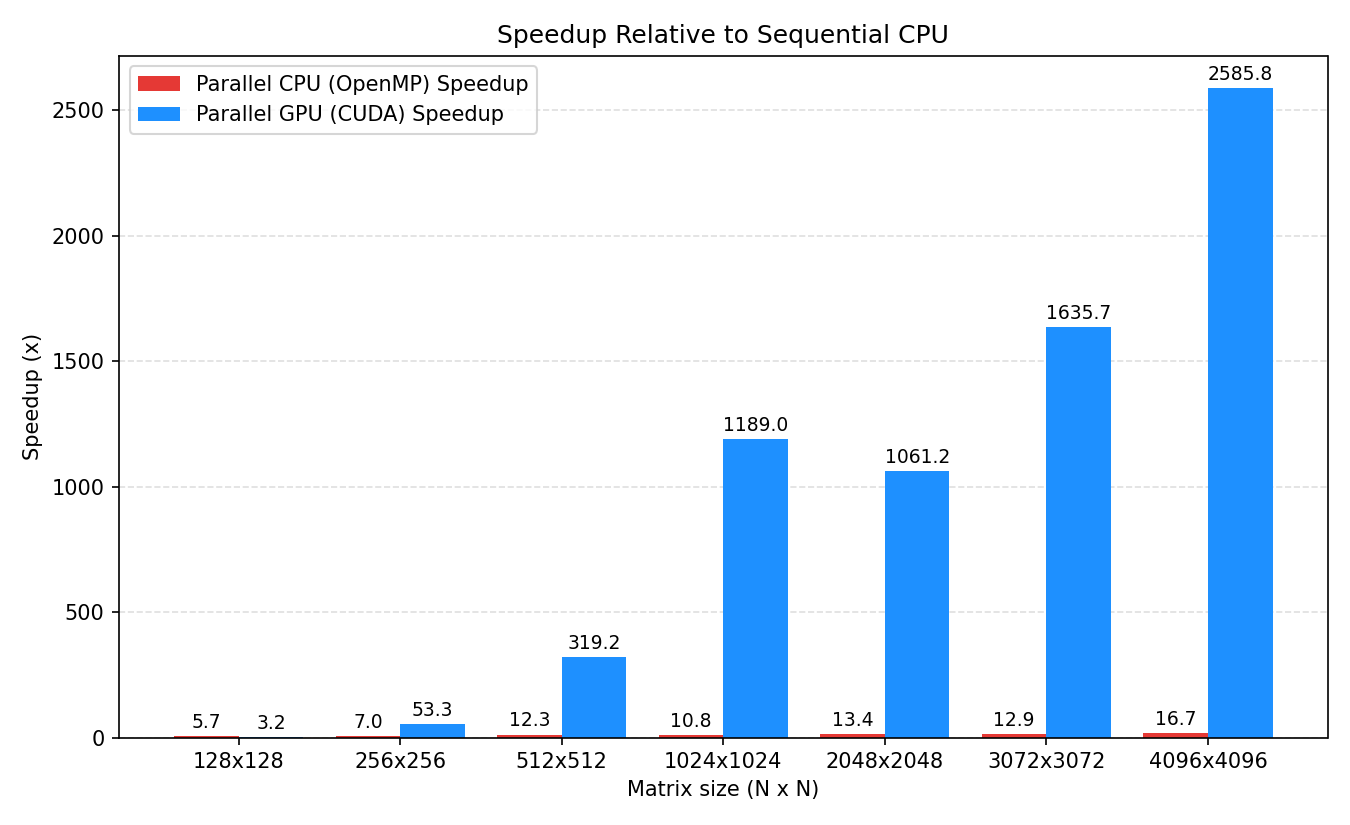 Speedup Relative to Sequential CPU
Parallel CPU (OpenMP) Speedup
Parallel GPU (CUDA) Speedup
Speedup (x)
2500
2000
1500
1000
500
0
5.7
3.2
7.0
53.3
12.3
319.2
10.8
1189.0
13.4
1061.2
12.9
1635.7
16.7
2585.8
128x128
256x256
512x512
1024x1024
2048x2048
3072x3072
4096x4096
Matrix size (N x N)